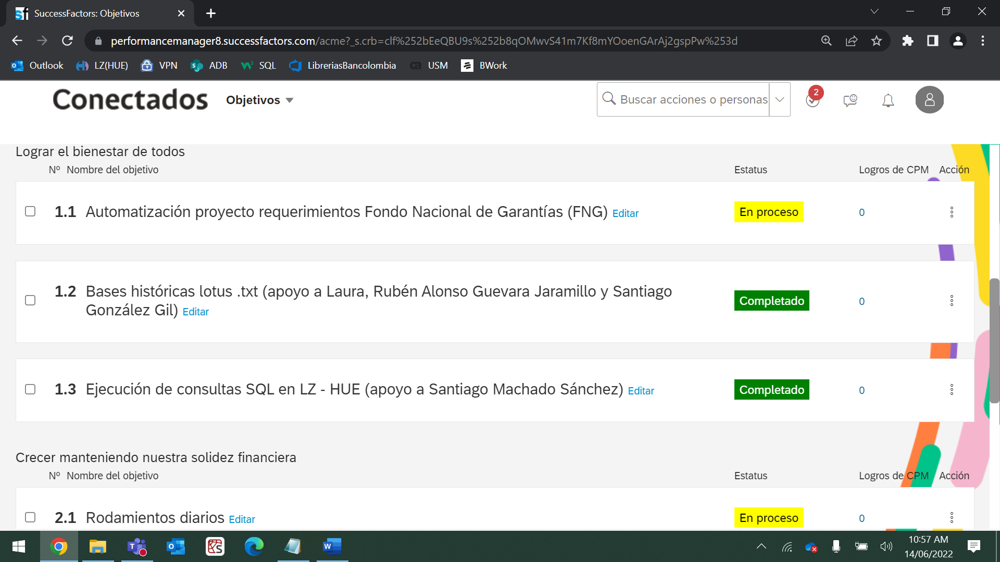 SuccessFactors: Objetivos
performancemanager8.successfactors.com/acme?_s.crb=clf%252bEeQBU9s%252b8qOMwvS41m7Kf8mYOoenGArAj2gspPw%253d
Outlook LZ(HUE) VPN ADB SQL LibreriasBancolombia USM BWork
Conectados Objetivos Buscar acciones o personas 2
Lograr el bienestar de todos
Nº Nombre del objetivo Estatus Logros de CPM Acción
1.1 Automatización proyecto requerimientos Fondo Nacional de Garantías (FNG) Editar En proceso 0
1.2 Bases históricas lotus .txt (apoyo a Laura, Rubén Alonso Guevara Jaramillo y Santiago
González Gil) Editar Completado 0
1.3 Ejecución de consultas SQL en LZ - HUE (apoyo a Santiago Machado Sánchez) Editar Completado 0
Crecer manteniendo nuestra solidez financiera
Nº Nombre del objetivo Estatus Logros de CPM Acción
2.1 Rodamientos diarios Editar En proceso 0
10:57 AM
14/06/2022